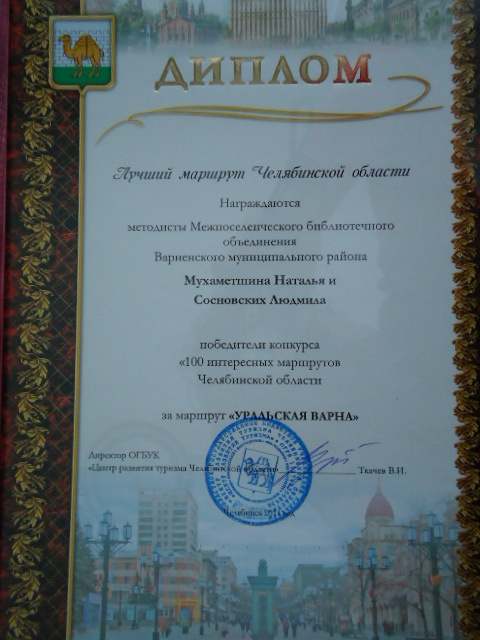 ДИПЛОМ
Лучший маршрут Челябинской области
Награждаются
методисты Межпоселенческого библиотечного
объединения
Варненского муниципального района
Мухаметшина Наталья и
Сосновских Людмила
победители конкурса
«100 интересных маршрутов
Челябинской области
за маршрут «УРАЛЬСКАЯ ВАРНА»
Директор ОГБУК
«Центр развития туризма Челябинской области» Ткачев В.И.
Челябинск